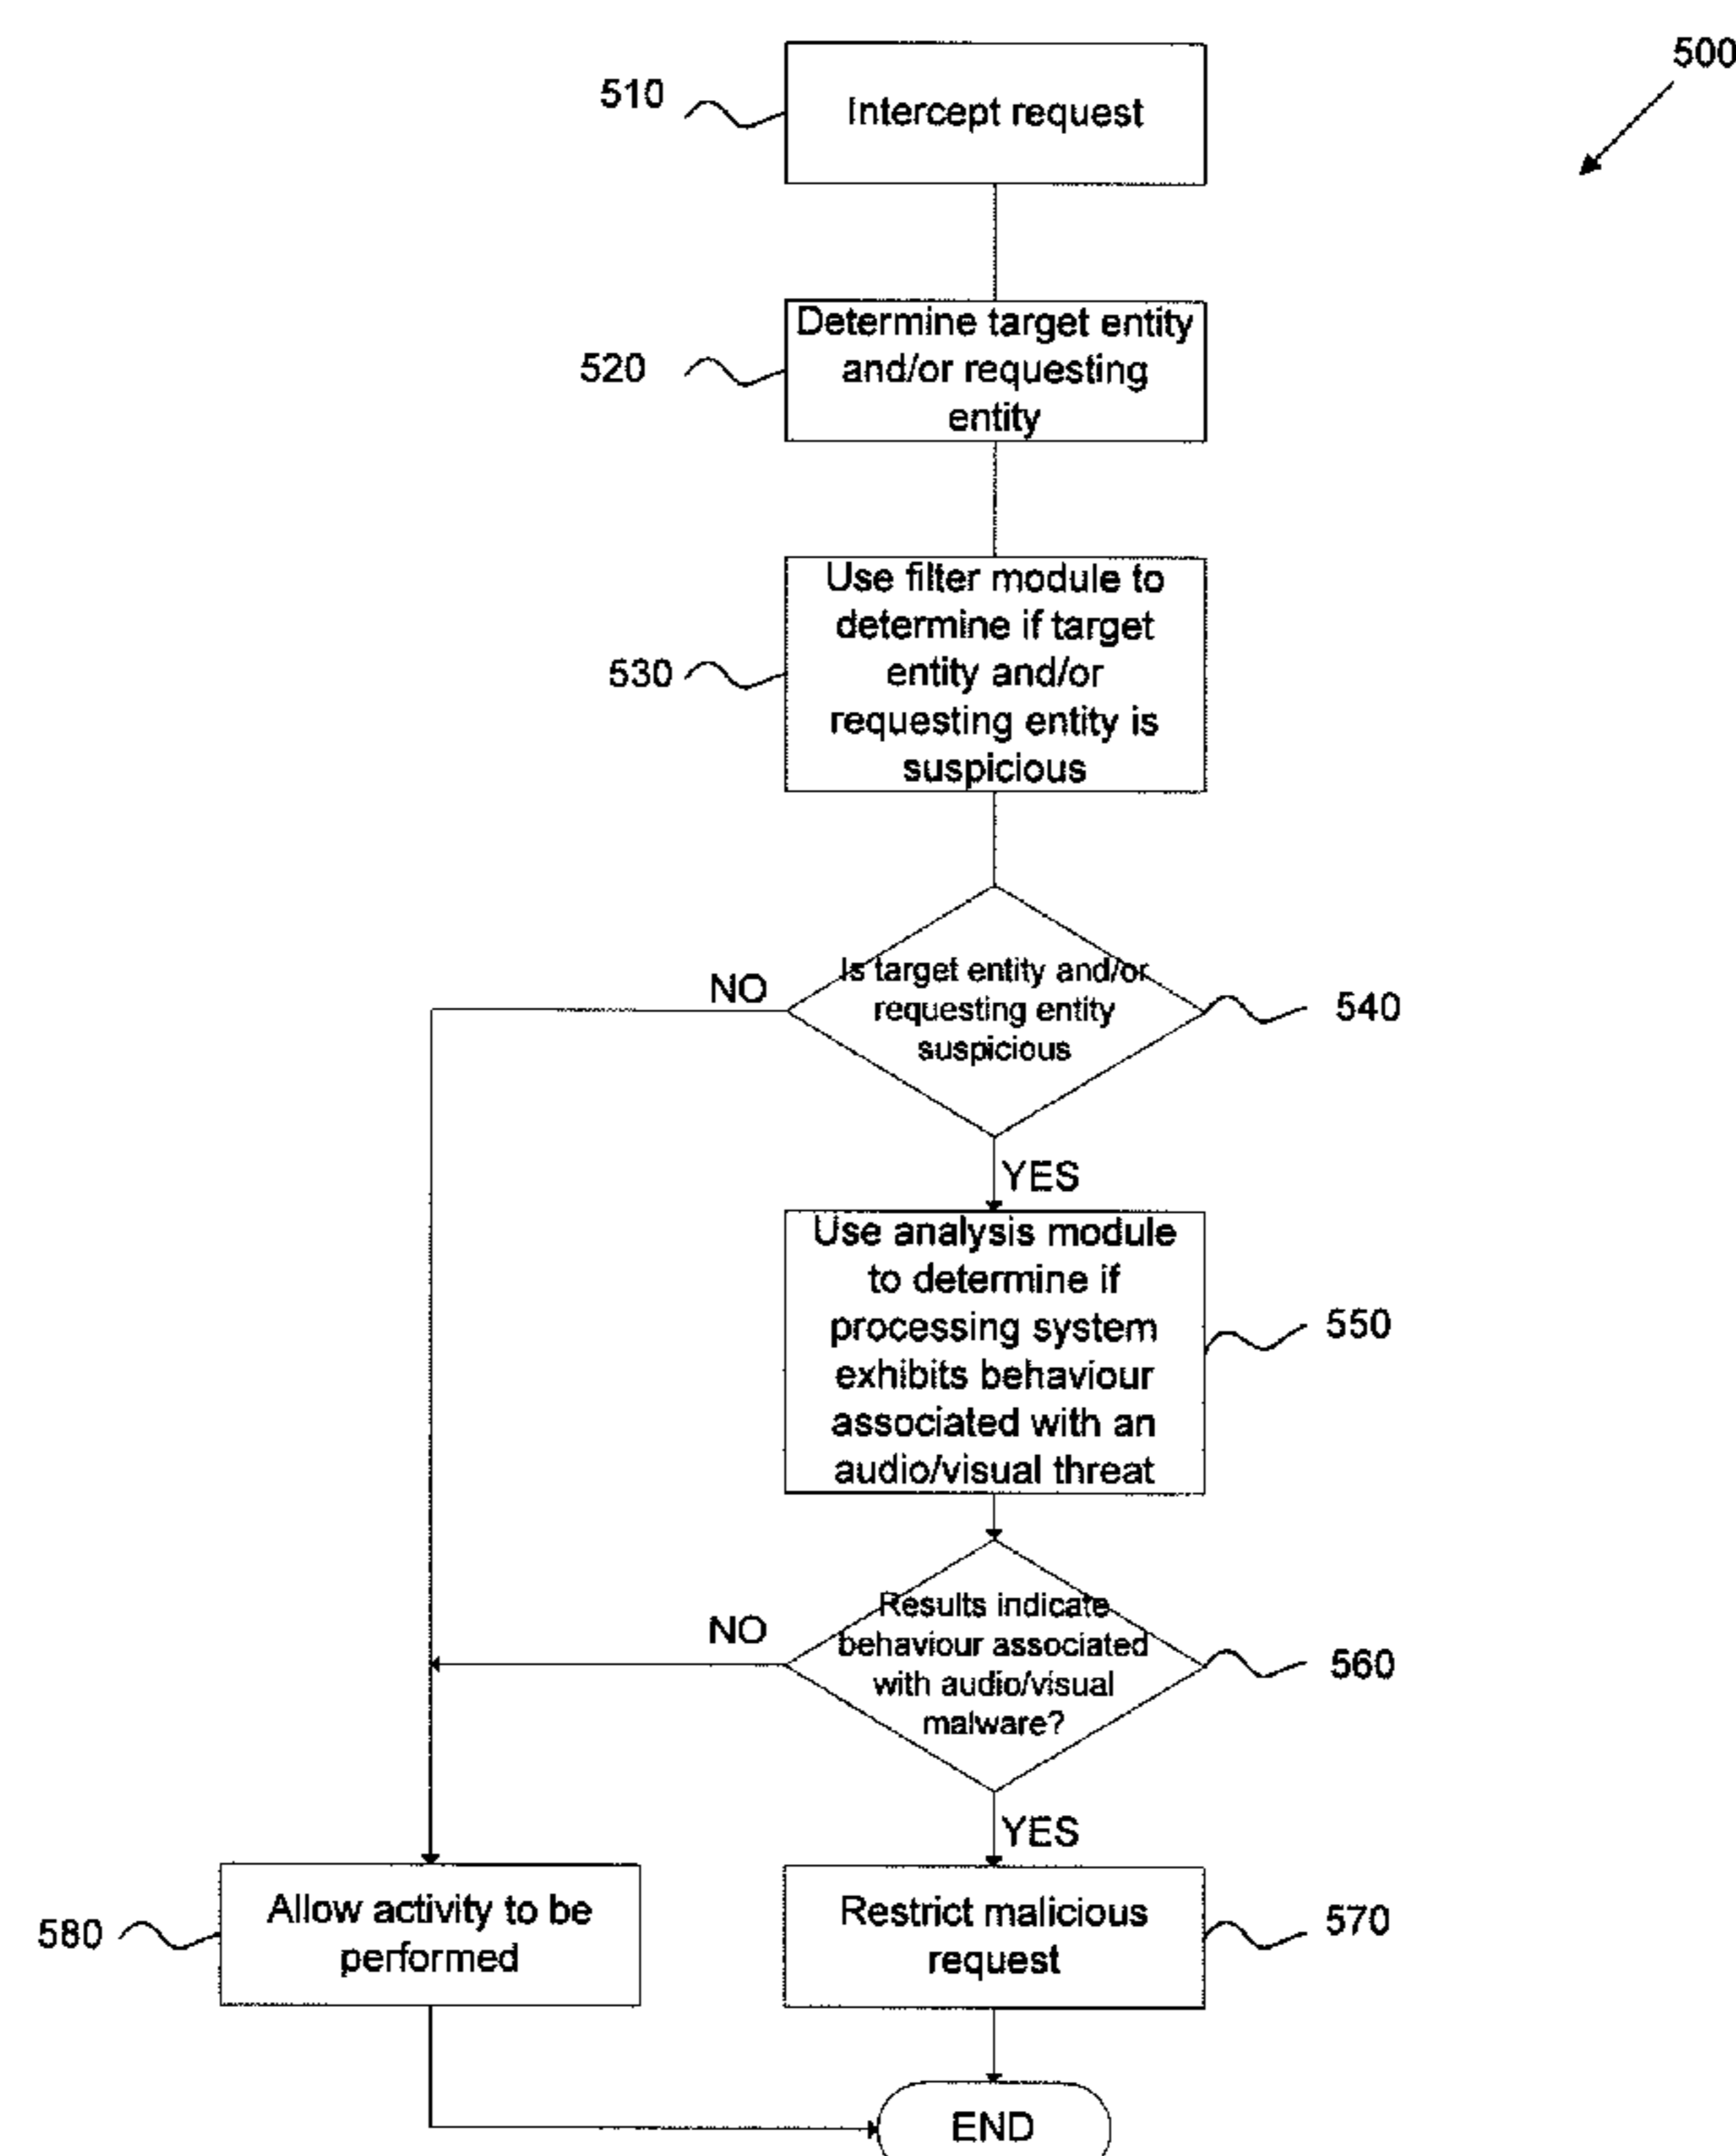 500
510
Intercept request
520
Determine target entity
and/or requesting
entity
530
Use filter module to
determine if target
entity and/or
requesting entity is
suspicious
NO
Is target entity and/or
requesting entity
suspicious
540
YES
Use analysis module
to determine if
processing system
exhibits behaviour
associated with an
audio/visual threat
550
NO
Results indicate
behaviour associated
with audio/visual
malware?
560
YES
580
Allow activity to be
performed
Restrict malicious
request
570
END